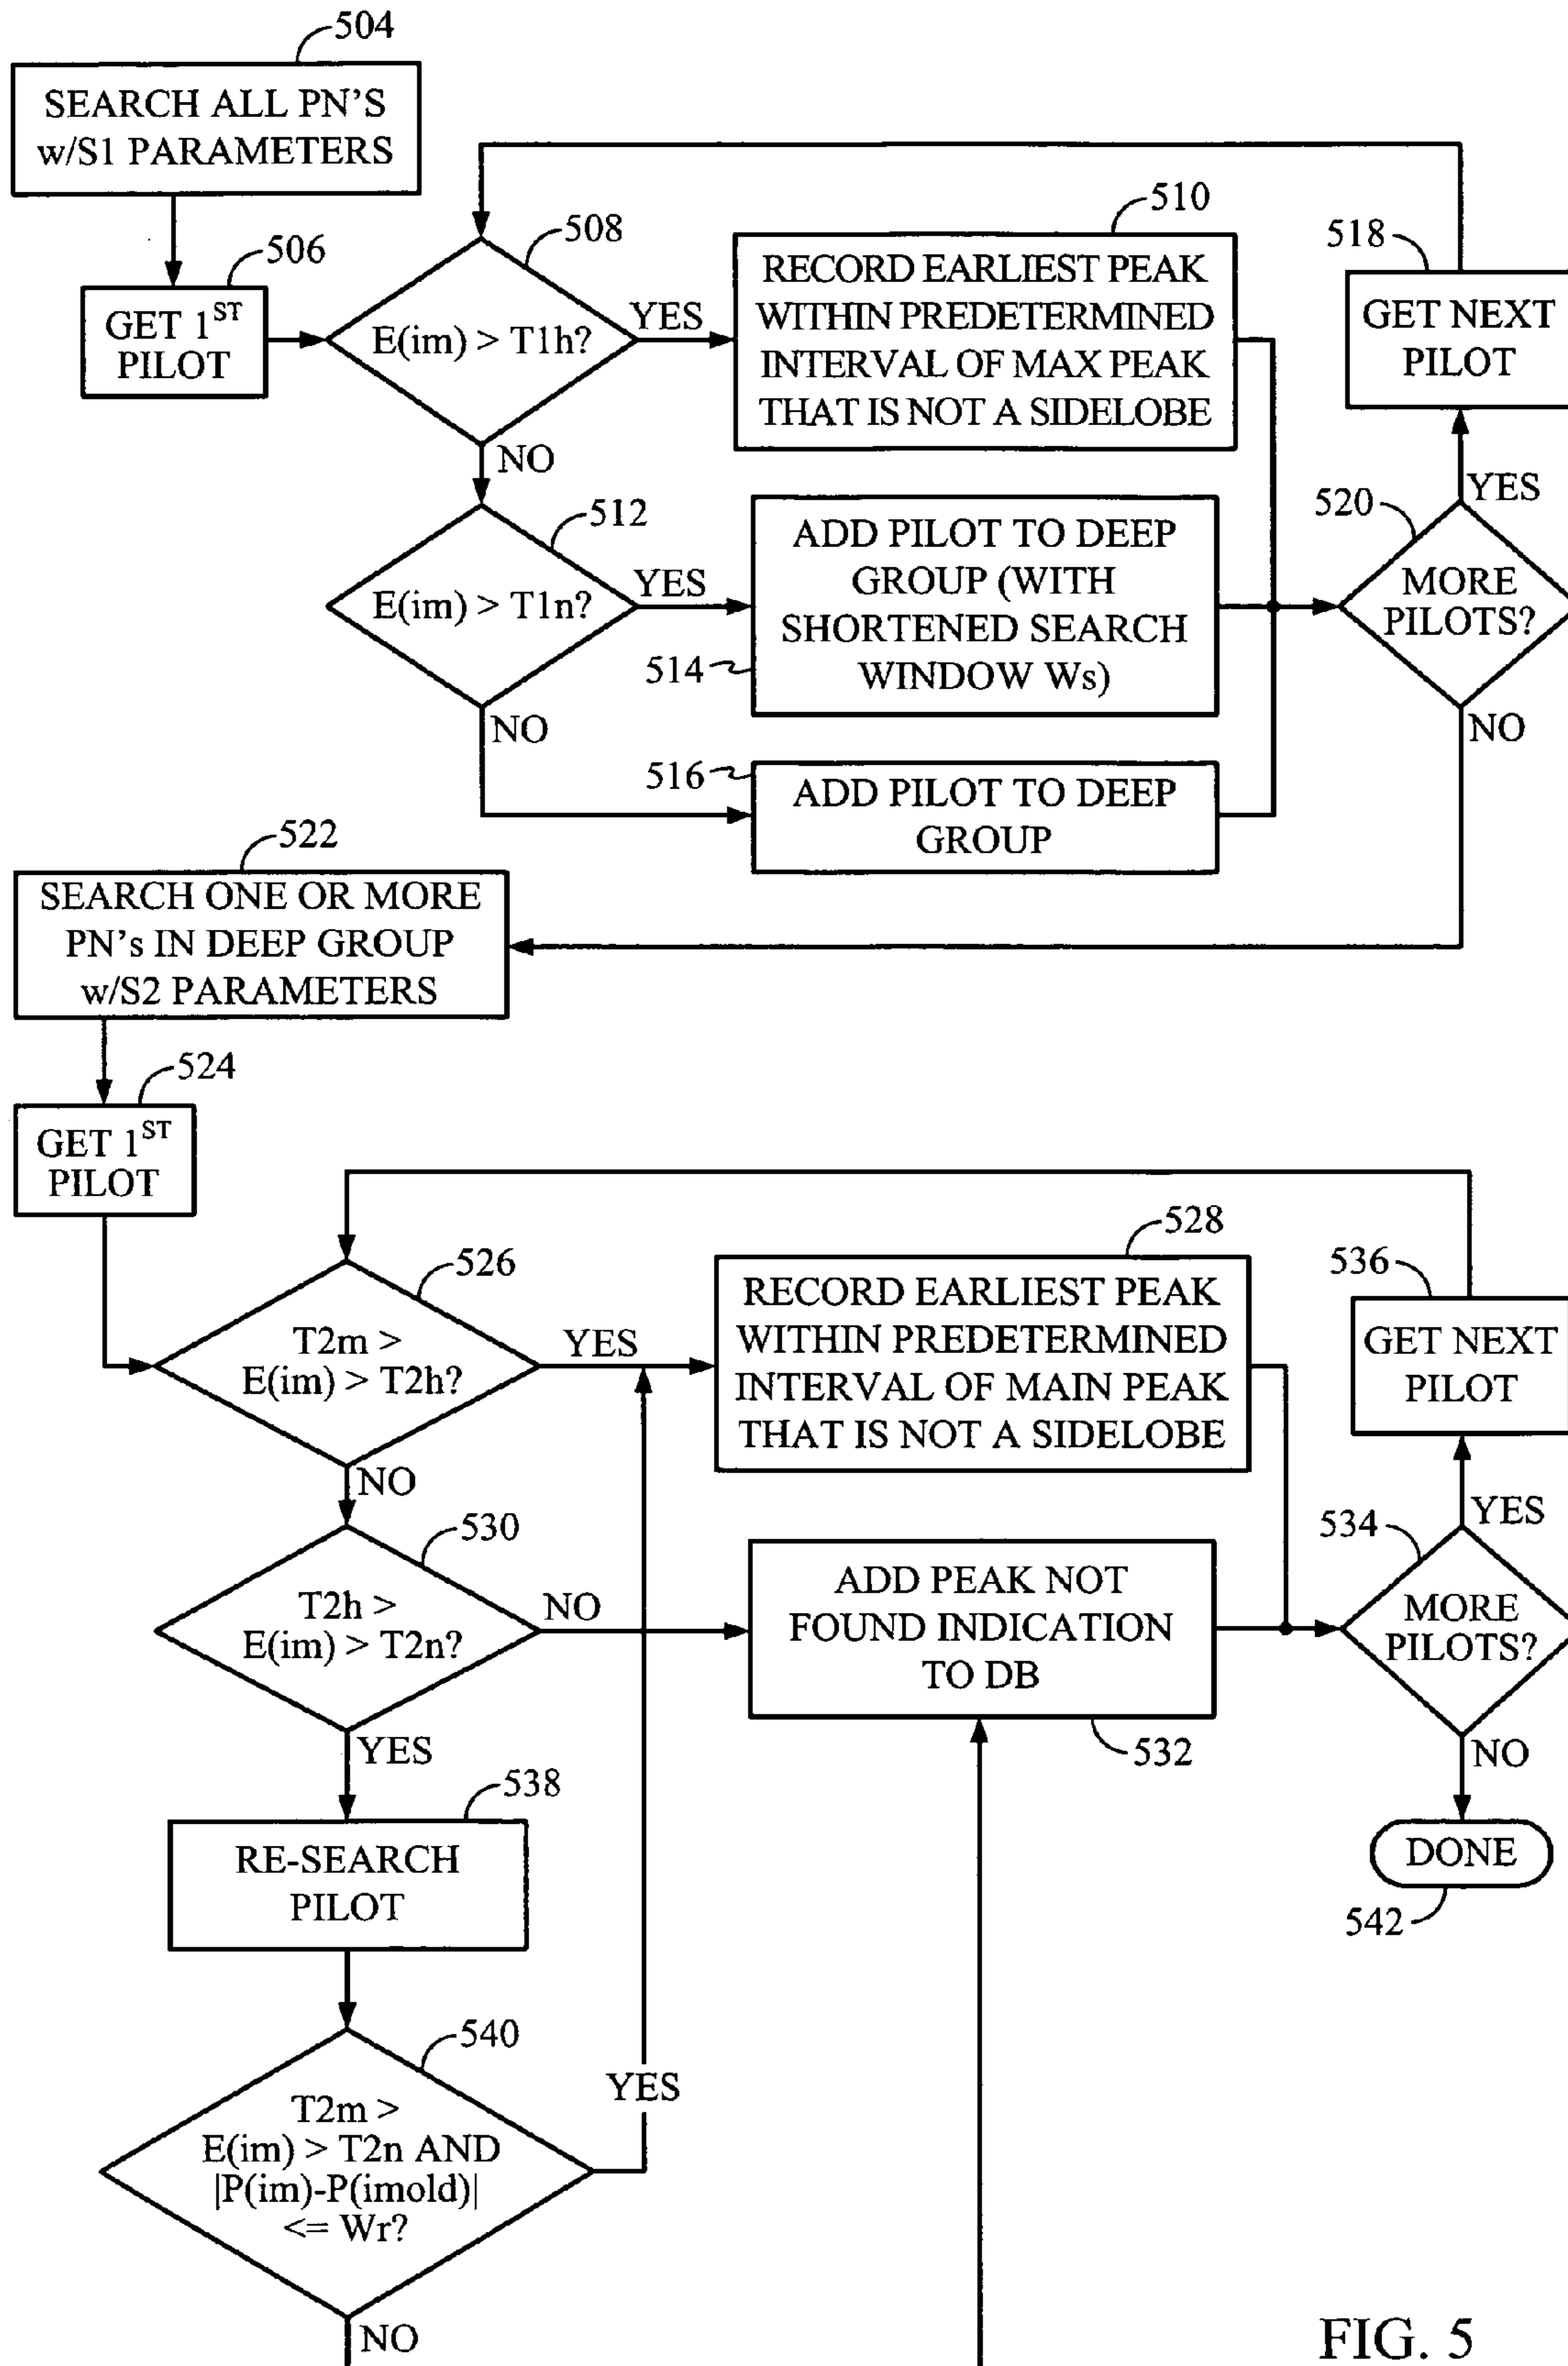 504
SEARCH ALL PN'S
w/S1 PARAMETERS
506
GET 1ST
PILOT
508
E(im) > T1h?
YES
NO
510
RECORD EARLIEST PEAK
WITHIN PREDETERMINED
INTERVAL OF MAX PEAK
THAT IS NOT A SIDELOBE
512
E(im) > T1n?
YES
NO
ADD PILOT TO DEEP
GROUP (WITH
SHORTENED SEARCH
WINDOW Ws)
514
516
ADD PILOT TO DEEP
GROUP
518
GET NEXT
PILOT
YES
520
MORE
PILOTS?
NO
522
SEARCH ONE OR MORE
PN's IN DEEP GROUP
w/S2 PARAMETERS
524
GET 1ST
PILOT
526
T2m >
E(im) > T2h?
YES
NO
528
RECORD EARLIEST PEAK
WITHIN PREDETERMINED
INTERVAL OF MAIN PEAK
THAT IS NOT A SIDELOBE
530
T2h >
E(im) > T2n?
NO
YES
ADD PEAK NOT
FOUND INDICATION
TO DB
532
536
GET NEXT
PILOT
YES
534
MORE
PILOTS?
NO
DONE
542
538
RE-SEARCH
PILOT
540
T2m >
E(im) > T2n AND
|P(im)-P(imold)|
<= Wr?
YES
NO
FIG. 5